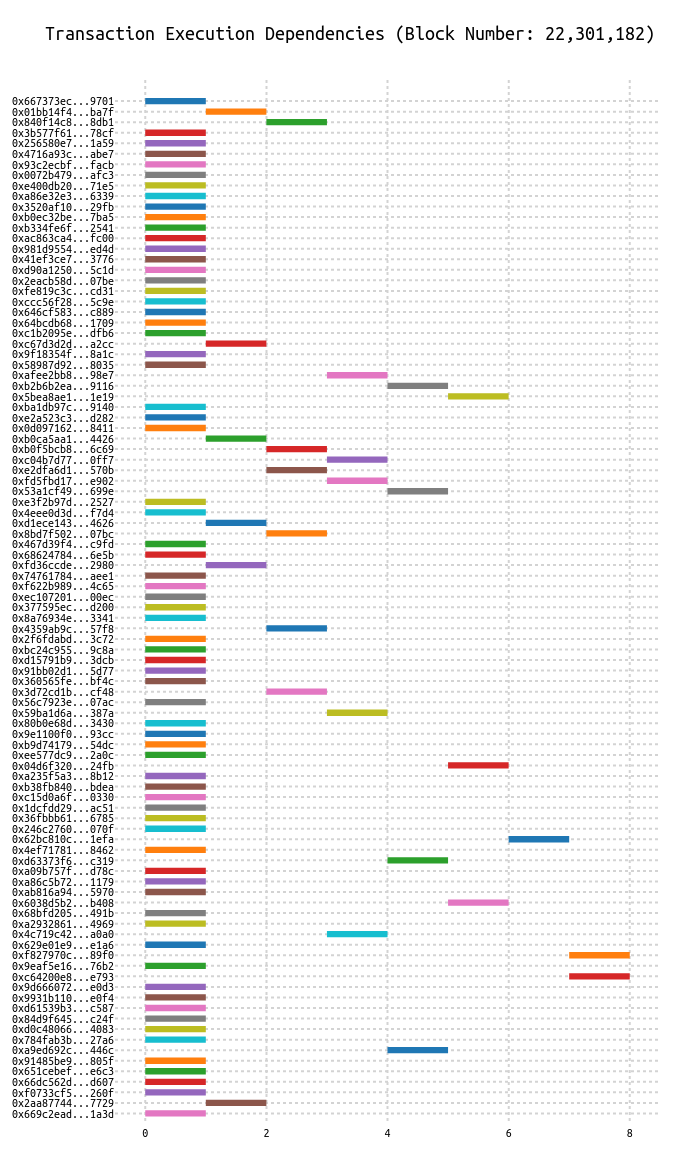 Transaction Execution Dependencies (Block Number: 22,301,182)
0x667373ec...9701
0x01bb14f4...ba7f
0x840f14c8...8db1
0x3b577f61...78cf
0x256580e7...1a59
0x4716a93c...abe7
0x93c2ecbf...facb
0x0072b479...afc3
0xe400db20...71e5
0xa86e32e3...6339
0x3520af10...29fb
0xb0ec32be...7ba5
0xb334fe6f...2541
0xac863ca4...fc00
0x981d9554...ed4d
0x41ef3ce7...3776
0xd90a1250...5c1d
0x2eacb58d...07be
0xfe819c3c...cd31
0xccc56f28...5c9e
0x646cf583...c889
0x64bcdb68...1709
0xc1b2095e...dfb6
0xc67d3d2d...a2cc
0x9f18354f...8a1c
0x58987d92...8035
0xafee2bb8...98e7
0xb2b6b2ea...9116
0x5bea8ae1...1e19
0xba1db97c...9140
0xe2a523c3...d282
0x0d097162...8411
0xb0ca5aa1...4426
0xb0f5bcb8...6c69
0xc04b7d77...0ff7
0xe2dfa6d1...570b
0xfd5fbd17...e902
0x53a1cf49...699e
0xe3f2b97d...2527
0x4eee0d3d...f7d4
0xd1ece143...4626
0x8bd7f502...07bc
0x467d39f4...c9fd
0x68624784...6e5b
0xfd36ccde...2980
0x74761784...aee1
0xf622b989...4c65
0xec107201...00ec
0x377595ec...d200
0x8a76934e...3341
0x4359ab9c...57f8
0x2f6fdabd...3c72
0xbc24c955...9c8a
0xd15791b9...3dcb
0x91bb02d1...5d77
0x360565fe...bf4c
0x3d72cd1b...cf48
0x56c7923e...07ac
0x59ba1d6a...387a
0x80b0e68d...3430
0x9e1100f0...93cc
0xb9d74179...54dc
0xee577dc9...2a0c
0x04d6f320...24fb
0xa235f5a3...8b12
0xb38fb840...bdea
0xc15d0a6f...0330
0x1dcfdd29...ac51
0x36fbbb61...6785
0x246c2760...070f
0x62bc810c...1efa
0x4ef71781...8462
0xd63373f6...c319
0xa09b757f...d78c
0xa86c5b72...1179
0xab816a94...5970
0x6038d5b2...b408
0x68bfd205...491b
0xa2932861...4969
0x4c719c42...a0a0
0x629e01e9...e1a6
0xf827970c...89f0
0x9eaf5e16...76b2
0xc64200e8...e793
0x9d666072...e0d3
0x9931b110...e0f4
0xd61539b3...c587
0x84d9f645...c24f
0xd0c48066...4083
0x784fab3b...27a6
0xa9ed692c...446c
0x91485be9...805f
0x651cebef...e6c3
0x66dc562d...d607
0xf0733cf5...260f
0x2aa87744...7729
0x669c2ead...1a3d
0 2 4 6 8